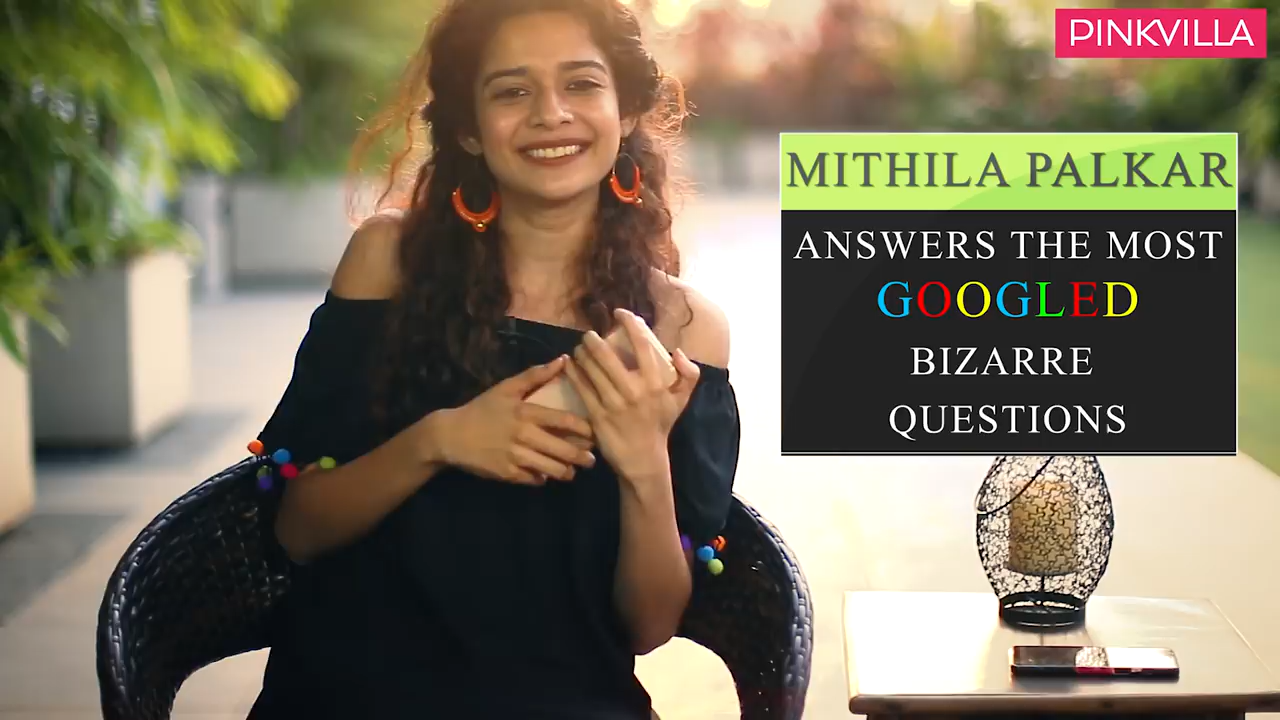 PINKVILLA
MITHILA PALKAR
ANSWERS THE MOST
GOOGLED
BIZARRE
QUESTIONS